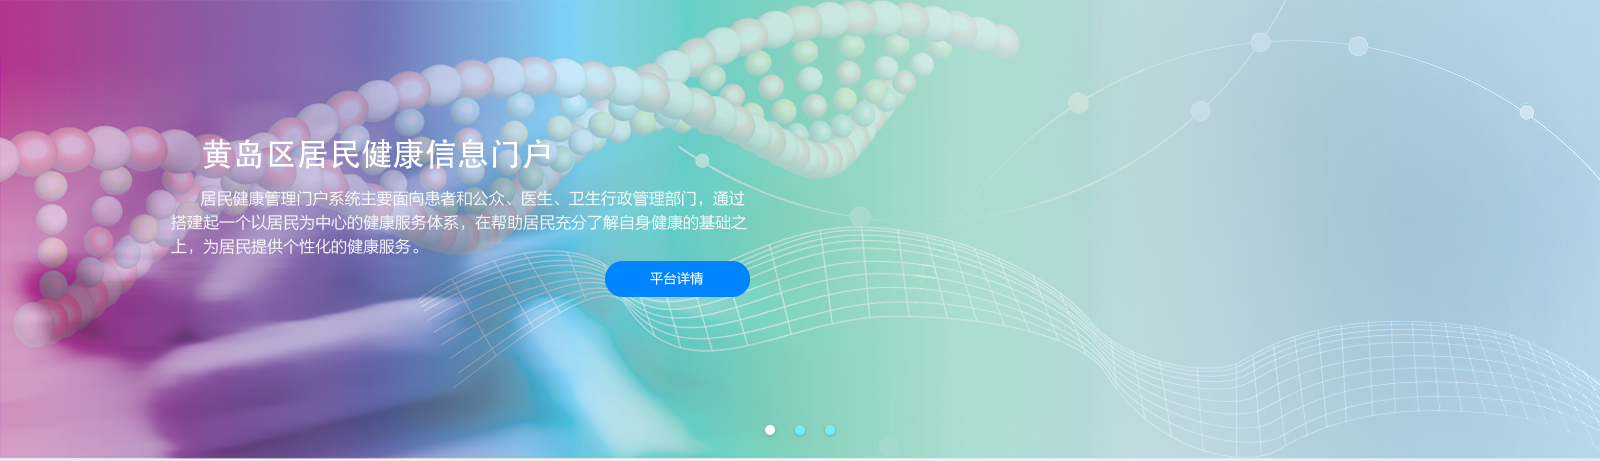 黄岛区居民健康信息门户
居民健康管理门户系统主要面向患者和公众、医生、卫生行政管理部门，通过
搭建起一个以居民为中心的健康服务体系，在帮助居民充分了解自身健康的基础之
上，为居民提供个性化的健康服务。
平台详情